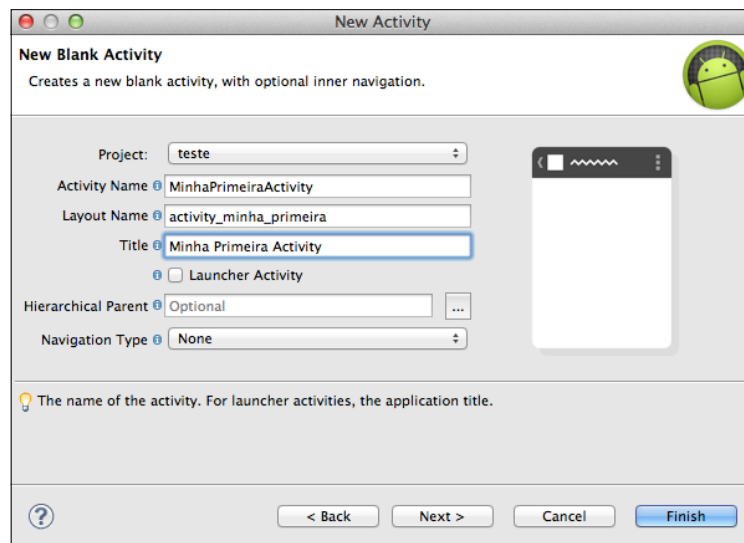 New Activity
New Blank Activity
Creates a new blank activity, with optional inner navigation.
Project: teste
Activity Name MinhaPrimeiraActivity
Layout Name activity_minha_primeira
Title Minha Primeira Activity
Launcher Activity
Hierarchical Parent Optional ...
Navigation Type None
The name of the activity. For launcher activities, the application title.
? < Back Next > Cancel Finish